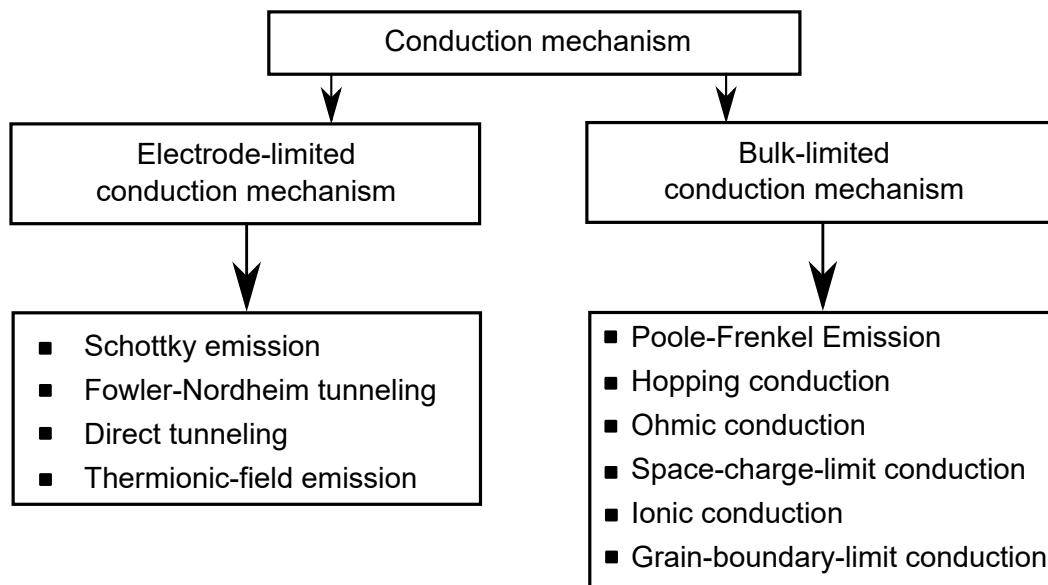 Conduction mechanism
Electrode-limited
conduction mechanism
Bulk-limited
conduction mechanism
Schottky emission
Fowler-Nordheim tunneling
Direct tunneling
Thermionic-field emission
Poole-Frenkel Emission
Hopping conduction
Ohmic conduction
Space-charge-limit conduction
Ionic conduction
Grain-boundary-limit conduction